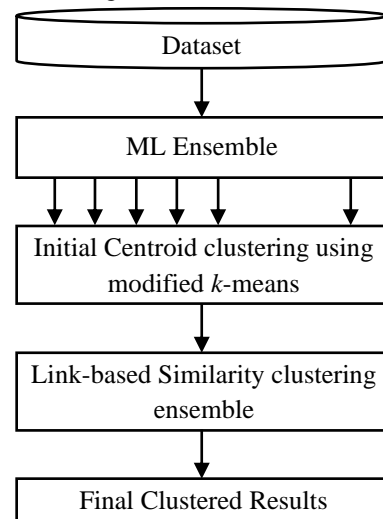 Dataset
ML Ensemble
Initial Centroid clustering using
modified k-means
Link-based Similarity clustering
ensemble
Final Clustered Results